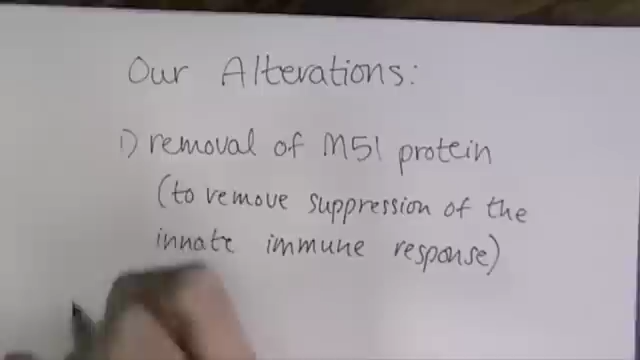 Our Alterations:
1) removal of M51 protein
(to remove suppression of the
innate immune response)